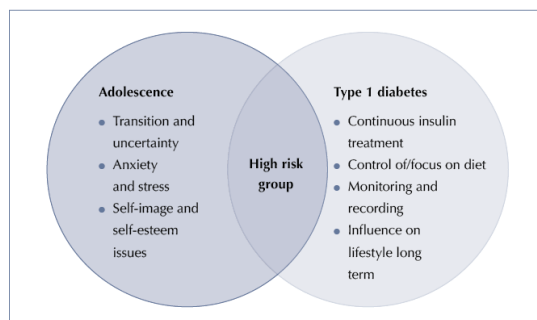 Adolescence
• Transition and
uncertainty
• Anxiety
and stress
• Self-image and
self-esteem
issues
High risk
group
Type 1 diabetes
• Continuous insulin
treatment
• Control of/focus on diet
• Monitoring and
recording
• Influence on
lifestyle long
term